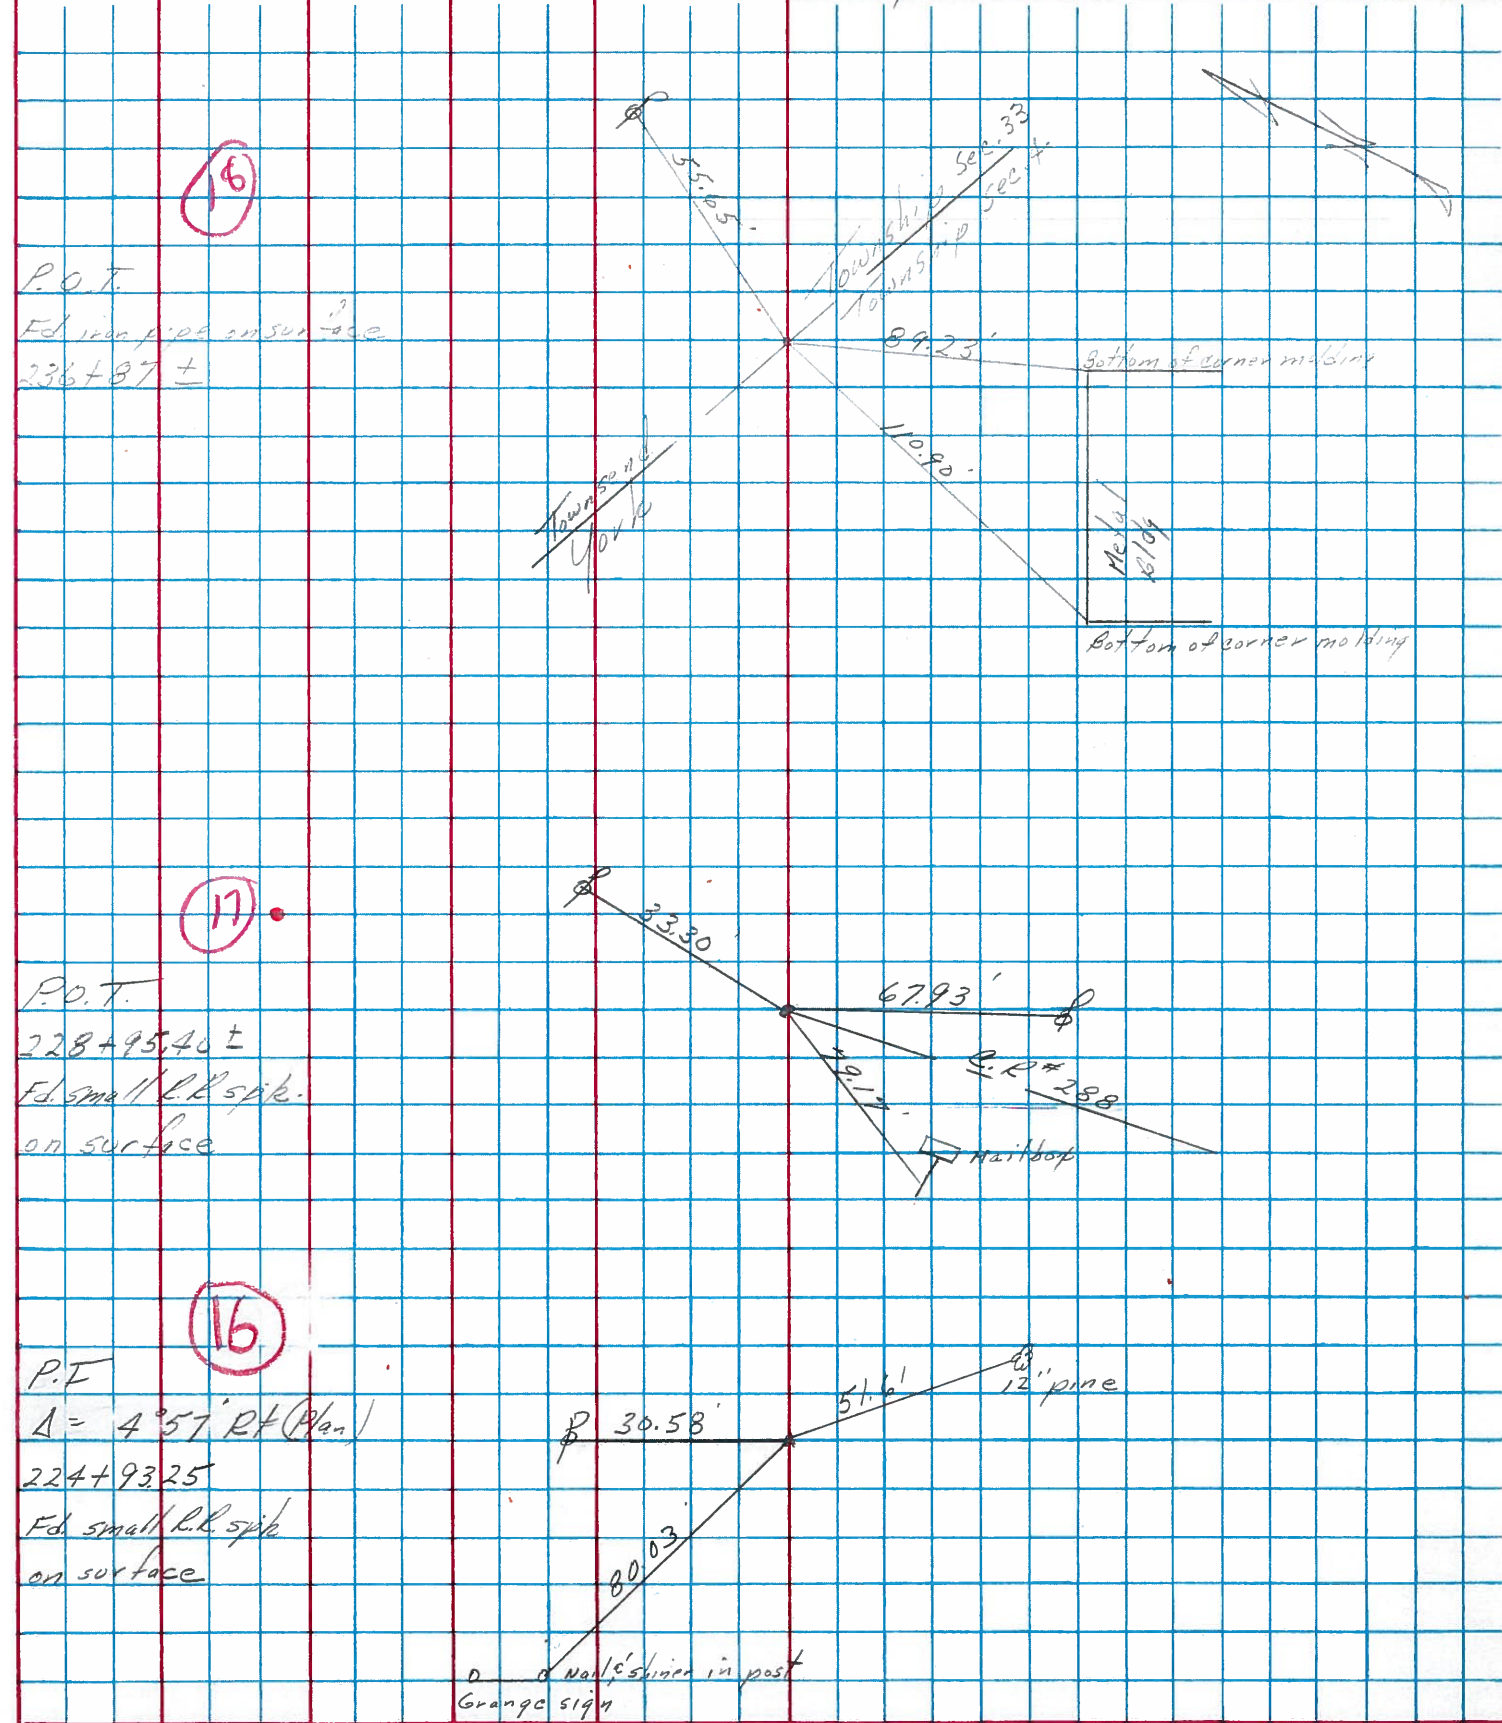 18
P.O.T.
Fd iron pipe on surface
236+87 ±
55.65'
Township Sec. 33
Township Sec. 4
89.23'
Bottom of corner molding
110.90'
Townsend
York
Metal
Bldg
Bottom of corner molding
17
P.O.T.
228+95.40 ±
Fd. small R.R. spk.
on surface
33.30'
67.93'
C.R. # 288
79.17'
Mailbox
16
P.I
Δ = 4°57' Rt (Plan)
224+93.25
Fd. small R.R. spk
on surface
51.61
12" pine
30.58'
80.03
Nail & shiner in post
Grange sign